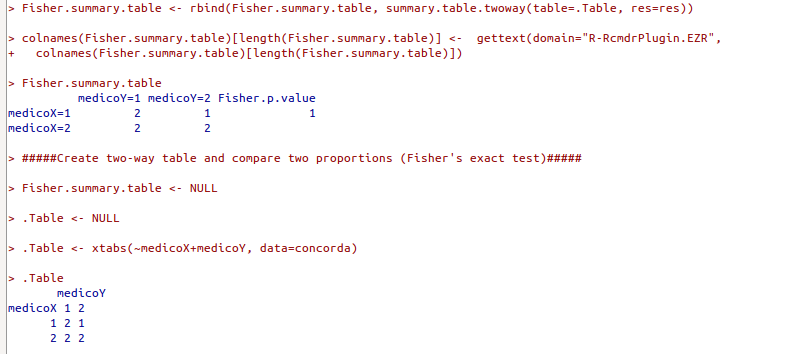 > Fisher.summary.table <- rbind(Fisher.summary.table, summary.table.twoway(table=.Table, res=res))
> colnames(Fisher.summary.table)[length(Fisher.summary.table)] <-  gettext(domain="R-RcmdrPlugin.EZR",
+   colnames(Fisher.summary.table)[length(Fisher.summary.table)])
> Fisher.summary.table
         medicoY=1 medicoY=2 Fisher.p.value
medicoX=1         2         1              1
medicoX=2         2         2
> #####Create two-way table and compare two proportions (Fisher's exact test)#####
> Fisher.summary.table <- NULL
> .Table <- NULL
> .Table <- xtabs(~medicoX+medicoY, data=concorda)
> .Table
       medicoY
medicoX 1 2
      1 2 1
      2 2 2